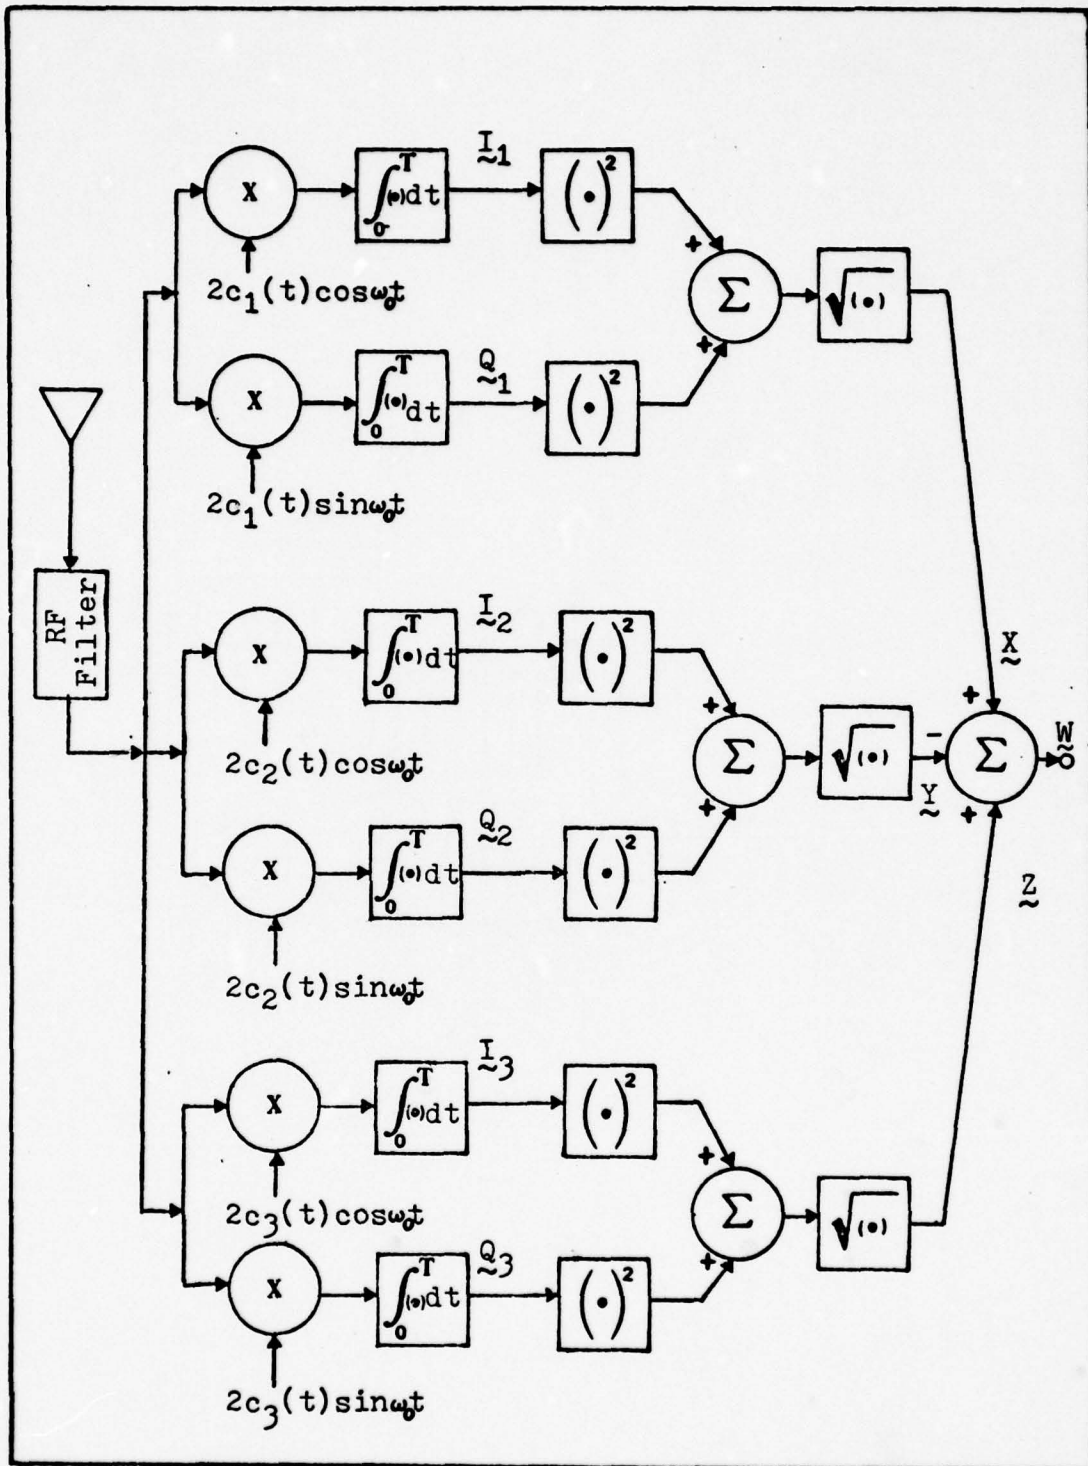 I1
X
∫0T(•)dt
(•)2
+
2c1(t)cosω0t
Σ
√(•)
+
Q1
X
∫0T(•)dt
(•)2
2c1(t)sinω0t
RF
Filter
I2
X
∫0T(•)dt
(•)2
+
X
+
2c2(t)cosω0t
Σ
√(•)
-
Σ
W
Y
+
+
Q2
X
∫0T(•)dt
(•)2
Z
2c2(t)sinω0t
I3
X
∫0T(•)dt
(•)2
+
2c3(t)cosω0t
Σ
√(•)
+
Q3
X
∫0T(•)dt
(•)2
2c3(t)sinω0t